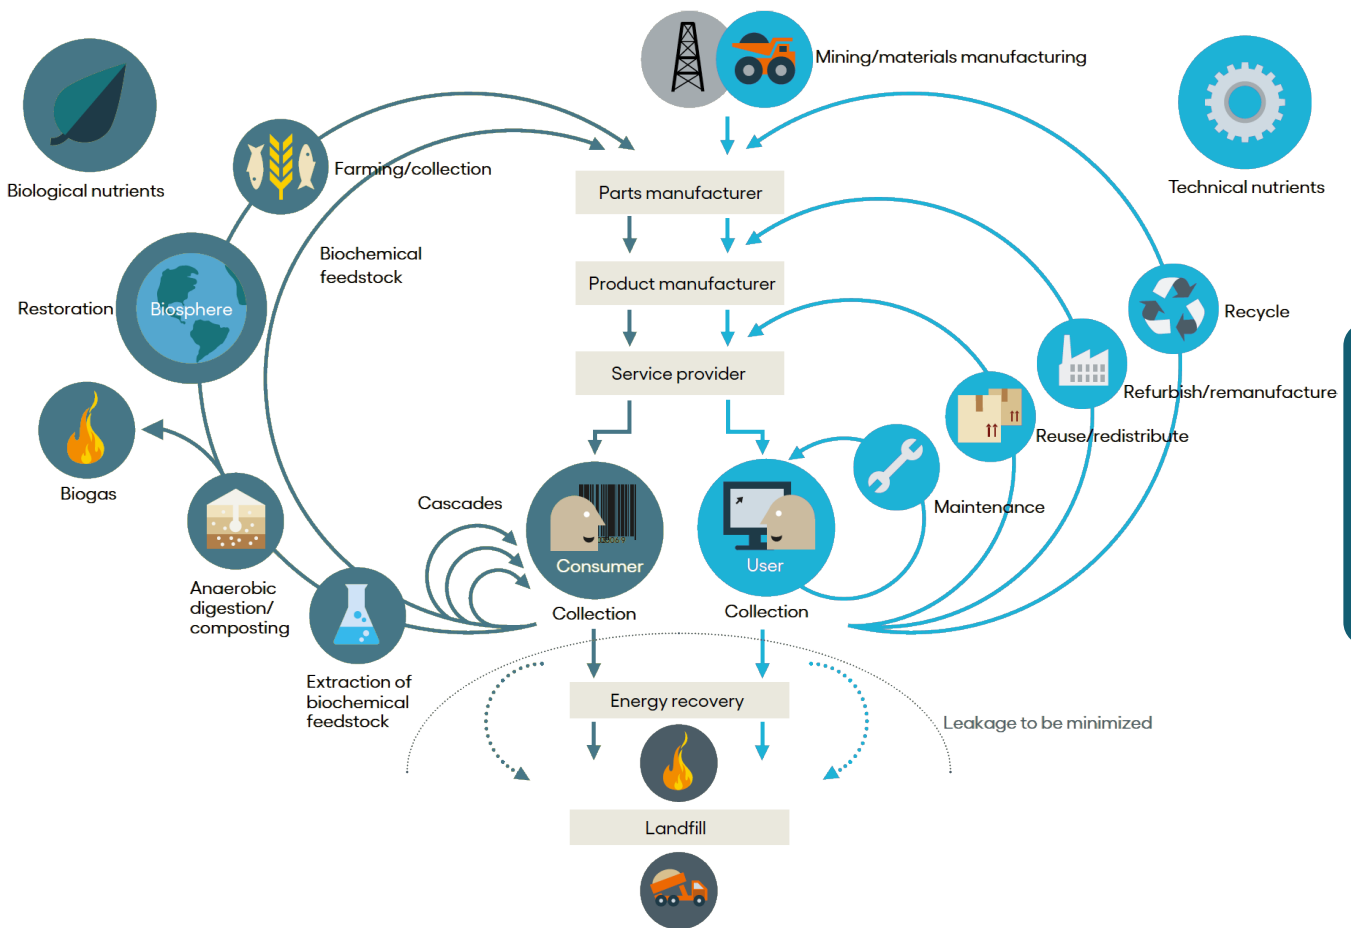 Mining/materials manufacturing
Biological nutrients
Technical nutrients
Farming/collection
Parts manufacturer
Biochemical
feedstock
Product manufacturer
Restoration
Biosphere
Recycle
Service provider
Refurbish/remanufacture
Reuse/redistribute
Biogas
Cascades
Maintenance
Consumer
User
Anaerobic
digestion/
composting
Collection
Collection
Extraction of
biochemical
feedstock
Energy recovery
Leakage to be minimized
Landfill